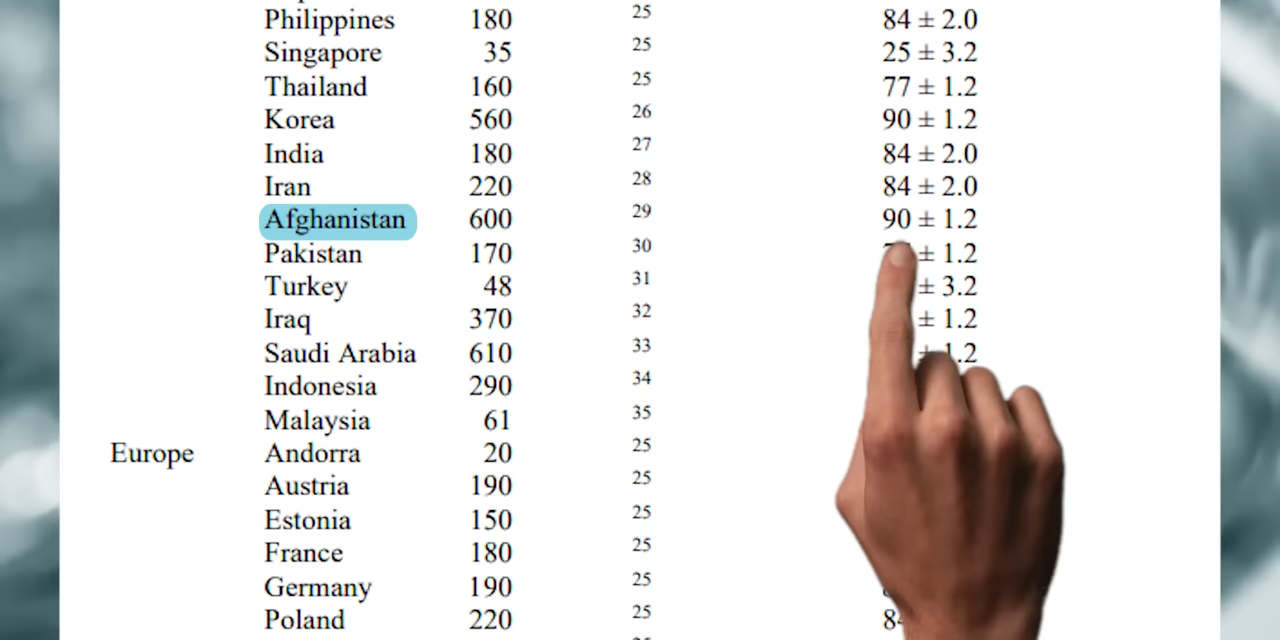 Philippines 180 25 84 ± 2.0
Singapore 35 25 25 ± 3.2
Thailand 160 25 77 ± 1.2
Korea 560 26 90 ± 1.2
India 180 27 84 ± 2.0
Iran 220 28 84 ± 2.0
Afghanistan 600 29 90 ± 1.2
Pakistan 170 30 ± 1.2
Turkey 48 31 ± 3.2
Iraq 370 32 ± 1.2
Saudi Arabia 610 33 ± 1.2
Indonesia 290 34
Malaysia 61 35
Europe Andorra 20 25
Austria 190 25
Estonia 150 25
France 180 25
Germany 190 25
Poland 220 25